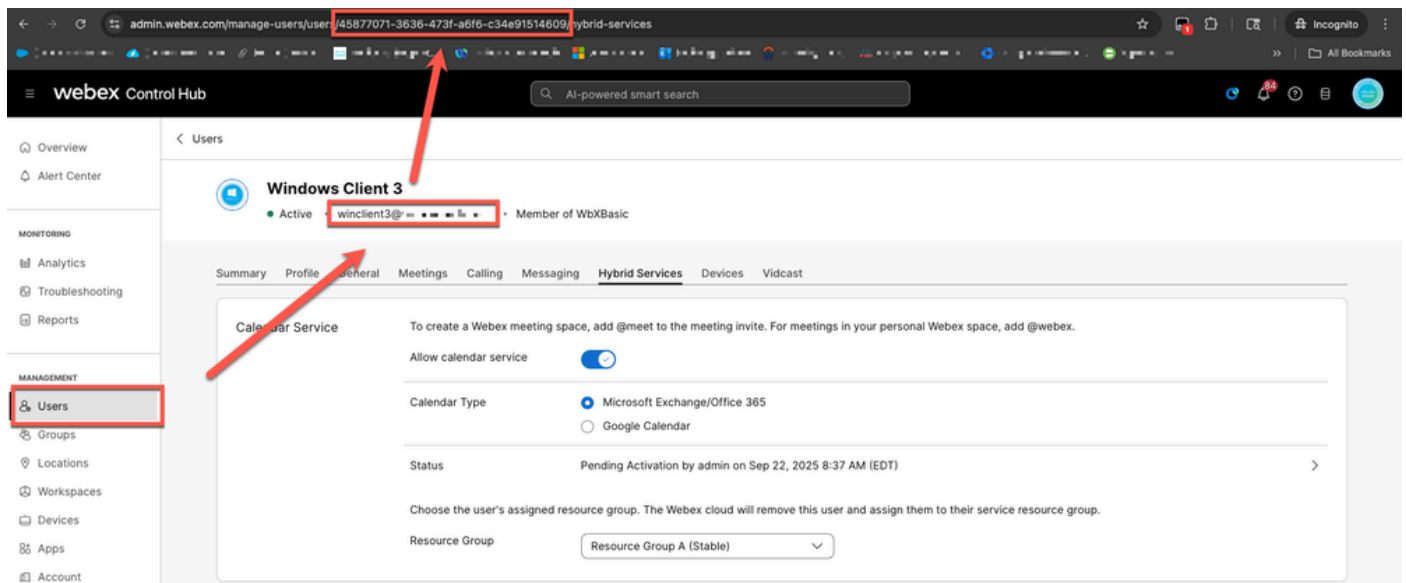 admin.webex.com/manage-users/users/45877071-3636-473f-a6f6-c34e91514609/hybrid-services
Incognito
1
All Bookmarks
webex Control Hub
AI-powered smart search
84
Overview
Alert Center
MONITORING
Analytics
Troubleshooting
Reports
MANAGEMENT
Users
Groups
Locations
Workspaces
Devices
Apps
Account
Users
Windows Client 3
Active · winclient3@ · Member of WbXBasic
Summary Profile General Meetings Calling Messaging Hybrid Services Devices Vidcast
Calendar Service
To create a Webex meeting space, add @meet to the meeting invite. For meetings in your personal Webex space, add @webex.
Allow calendar service
Calendar Type
Microsoft Exchange/Office 365
Google Calendar
Status
Pending Activation by admin on Sep 22, 2025 8:37 AM (EDT)
Choose the user's assigned resource group. The Webex cloud will remove this user and assign them to their service resource group.
Resource Group
Resource Group A (Stable)